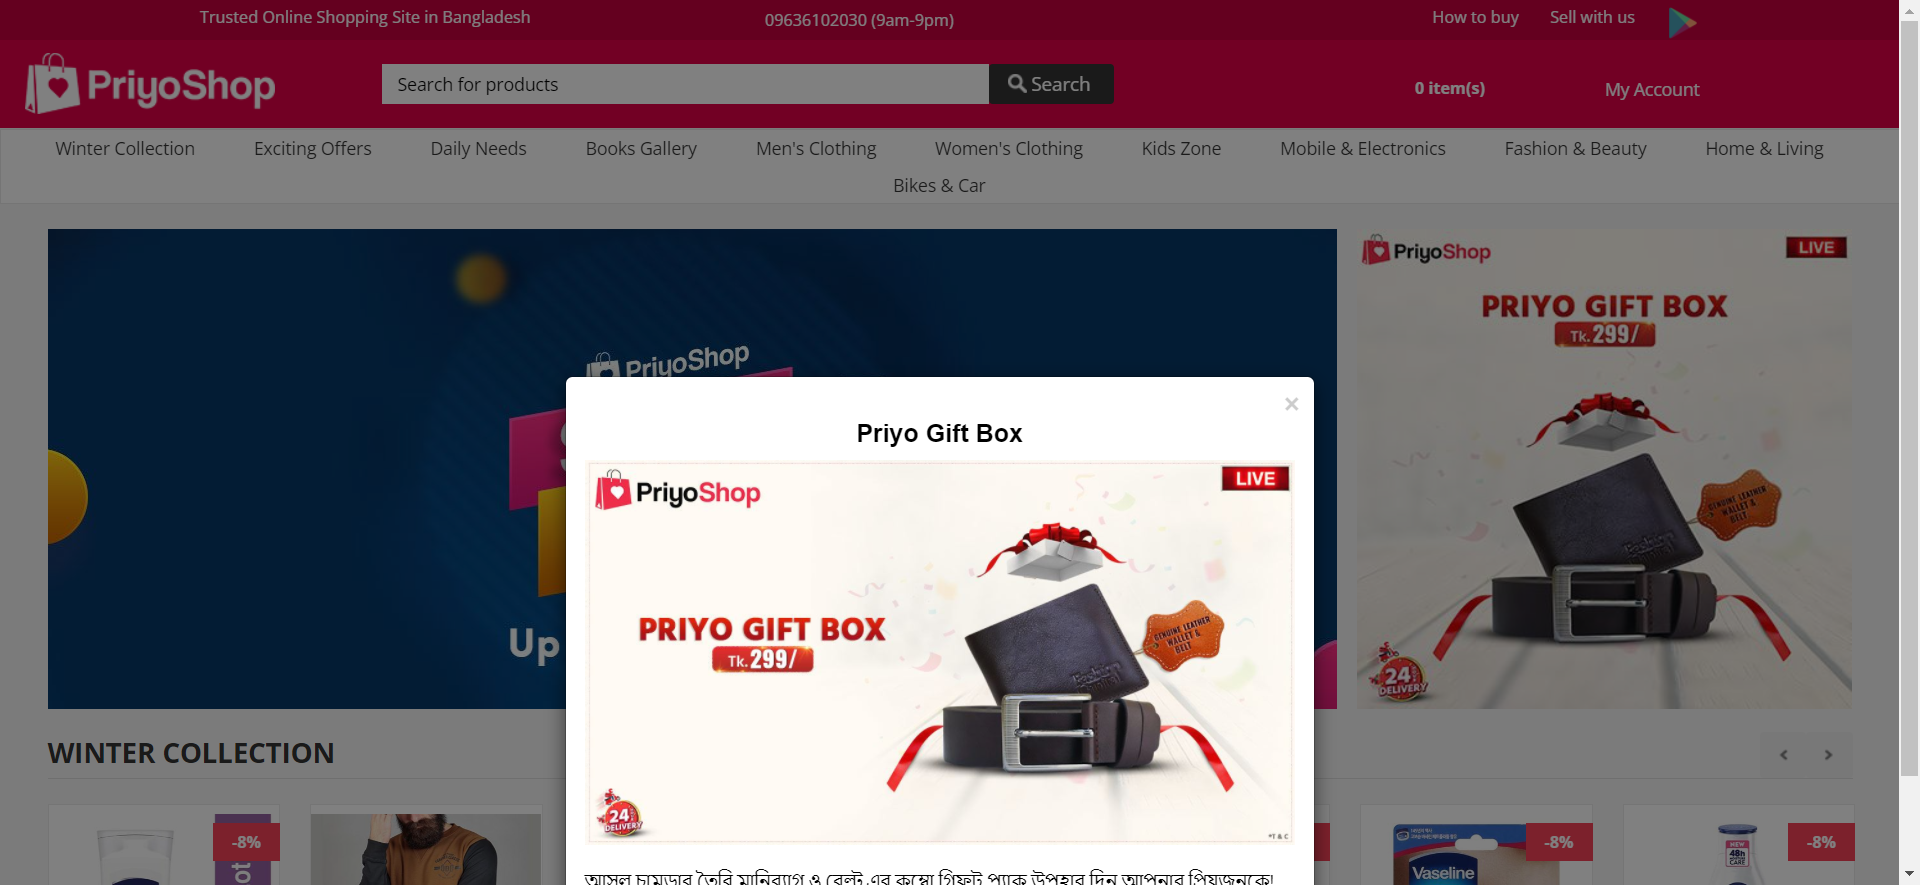 Trusted Online Shopping Site in Bangladesh
09636102030 (9am-9pm)
How to buy
Sell with us
PriyoShop
Search for products
Search
0 item(s)
My Account
Winter Collection
Exciting Offers
Daily Needs
Books Gallery
Men's Clothing
Women's Clothing
Kids Zone
Mobile & Electronics
Fashion & Beauty
Home & Living
Bikes & Car
PriyoShop
Up
PriyoShop
LIVE
PRIYO GIFT BOX
Tk.299/
GENUINE LEATHER
WALLET &
BELT
24
DELIVERY
×
Priyo Gift Box
PriyoShop
LIVE
PRIYO GIFT BOX
Tk.299/
GENUINE LEATHER
WALLET &
BELT
24
DELIVERY
*T & C
আসল চামড়ার তৈরি মানিব্যাগ ও বেল্ট এর কম্বো গিফট প্যাক উপহার দিন আপনার প্রিয়জনকে!
WINTER COLLECTION
-8%
-8%
Vaseline
-8%
NEW
48h